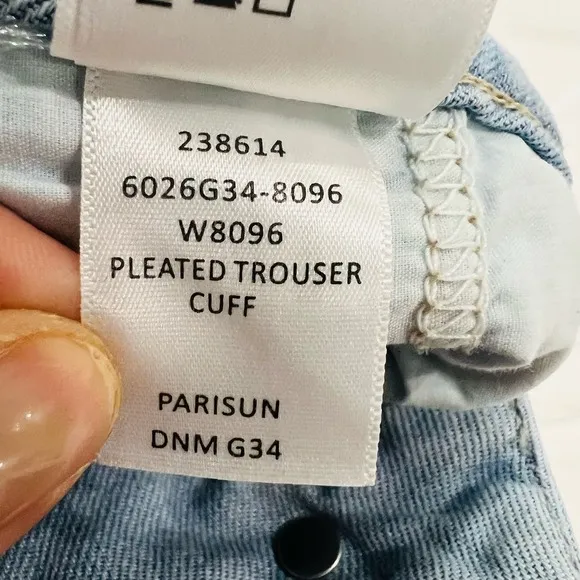 238614
6026G34-8096
W8096
PLEATED TROUSER
CUFF
PARISUN
DNM G34